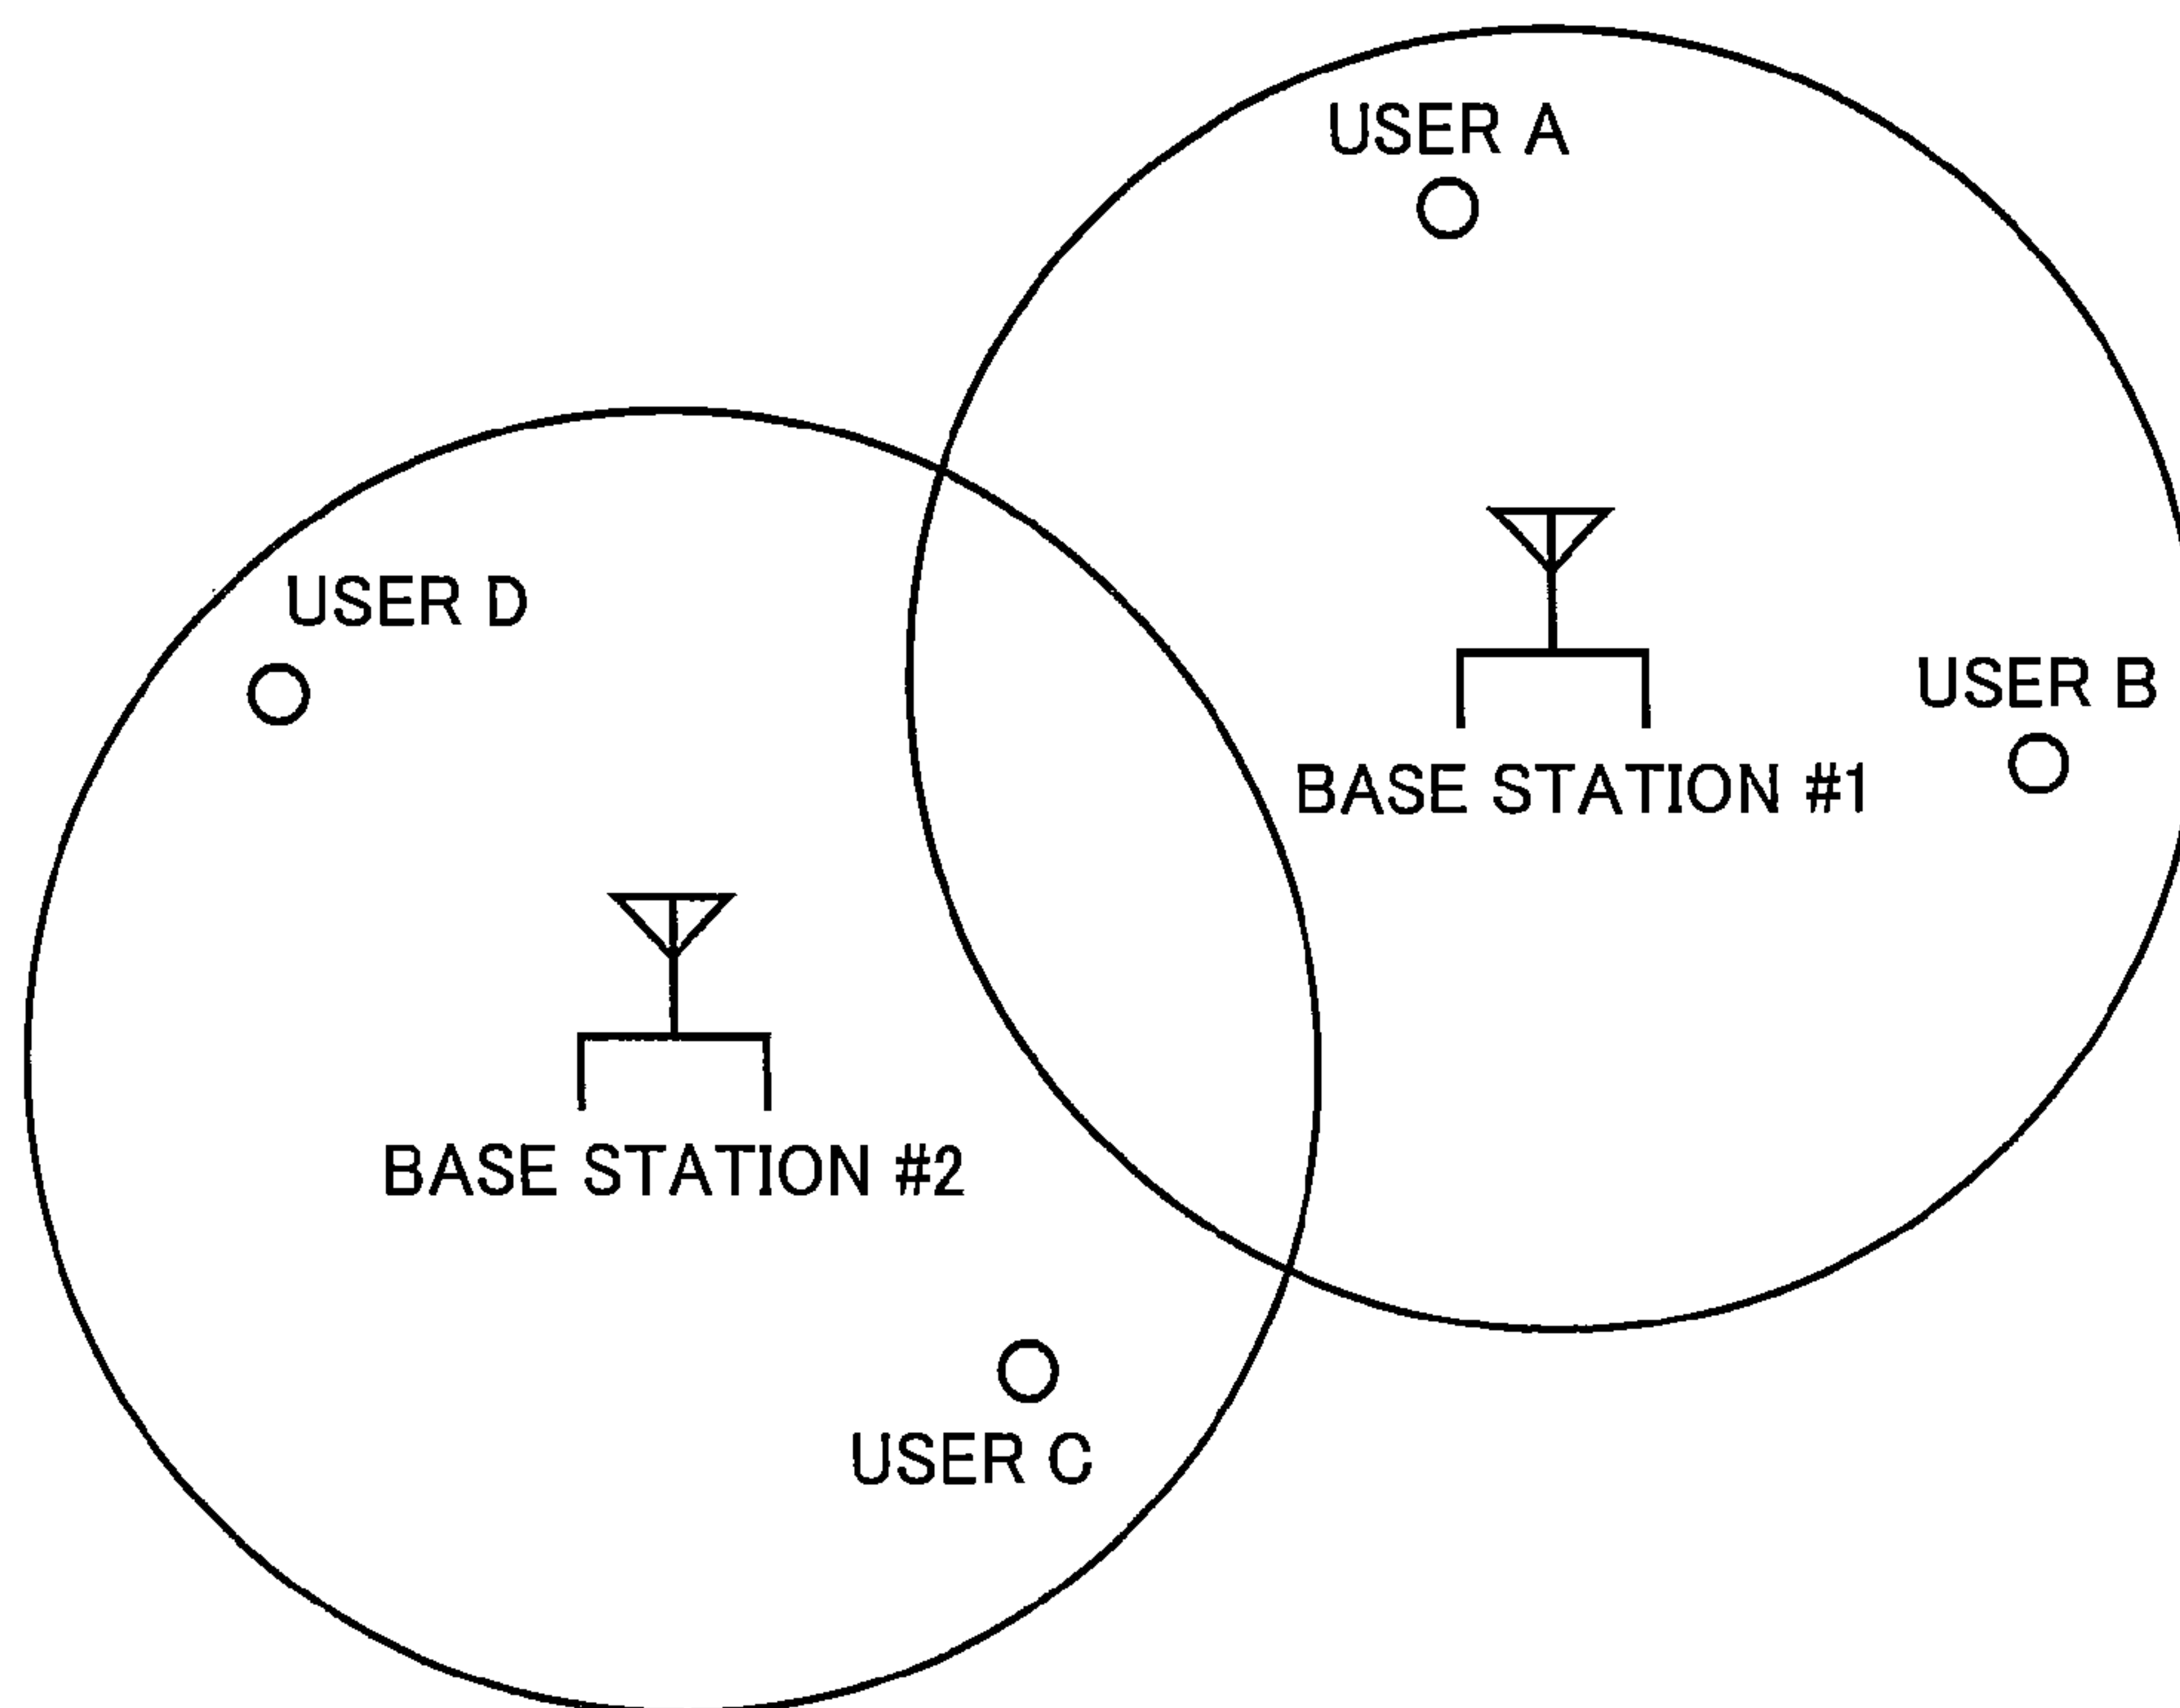 USER A
USER D
USER B
BASE STATION #1
BASE STATION #2
USER C